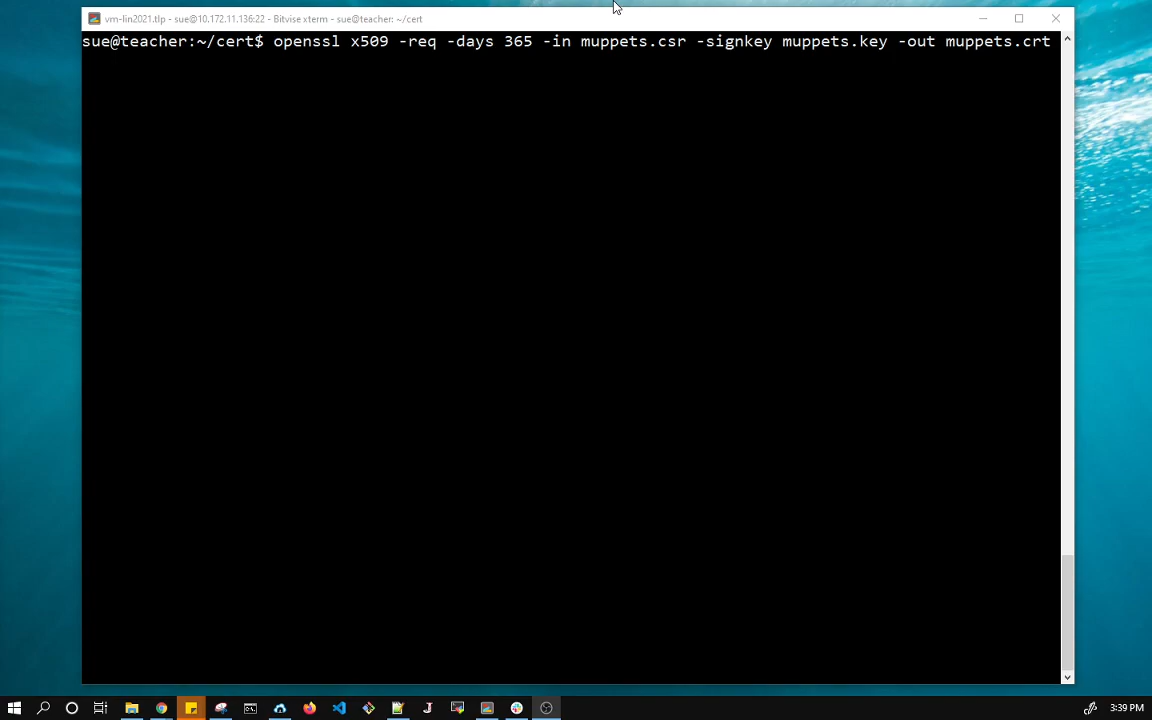 vm-lin2021.tlp - sue@10.172.11.136:22 - Bitvise xterm - sue@teacher: ~/cert
sue@teacher:~/cert$ openssl x509 -req -days 365 -in muppets.csr -signkey muppets.key -out muppets.crt
3:39 PM